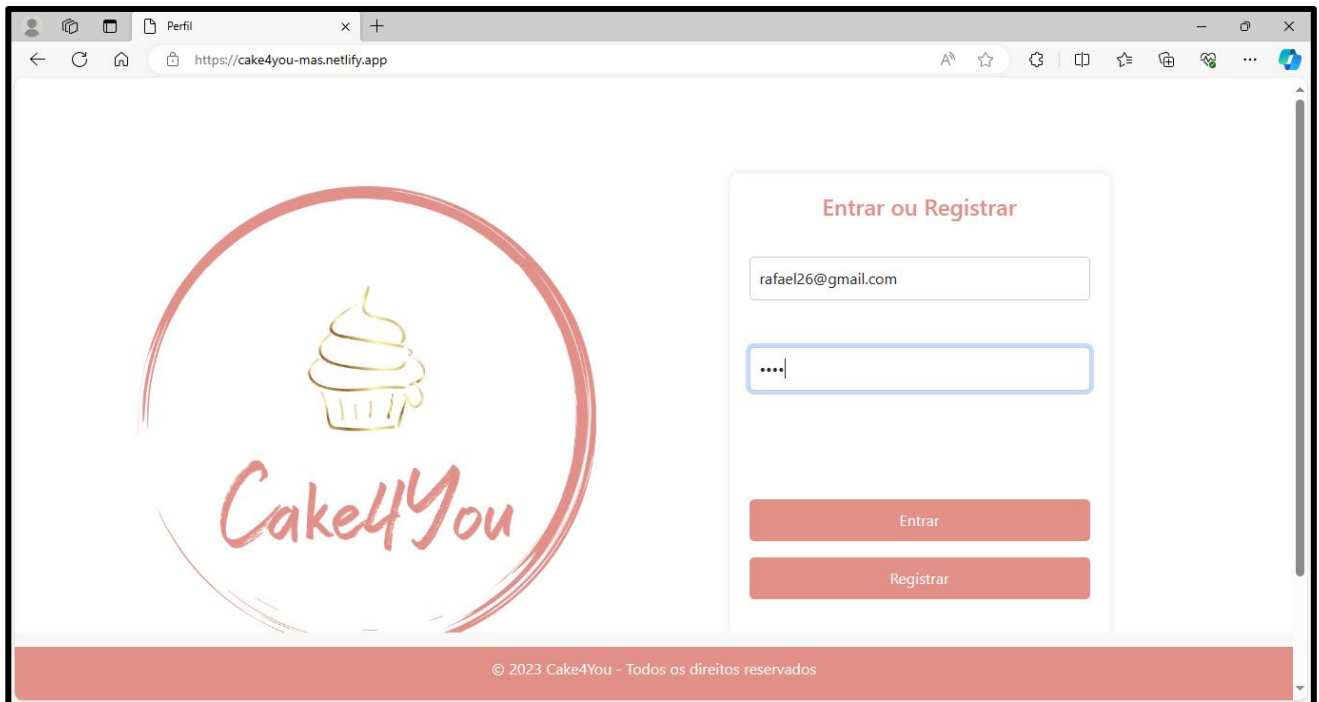 Perfil
https://cake4you-mas.netlify.app
Entrar ou Registrar
rafael26@gmail.com
••••
Cake4You
Entrar
Registrar
© 2023 Cake4You - Todos os direitos reservados